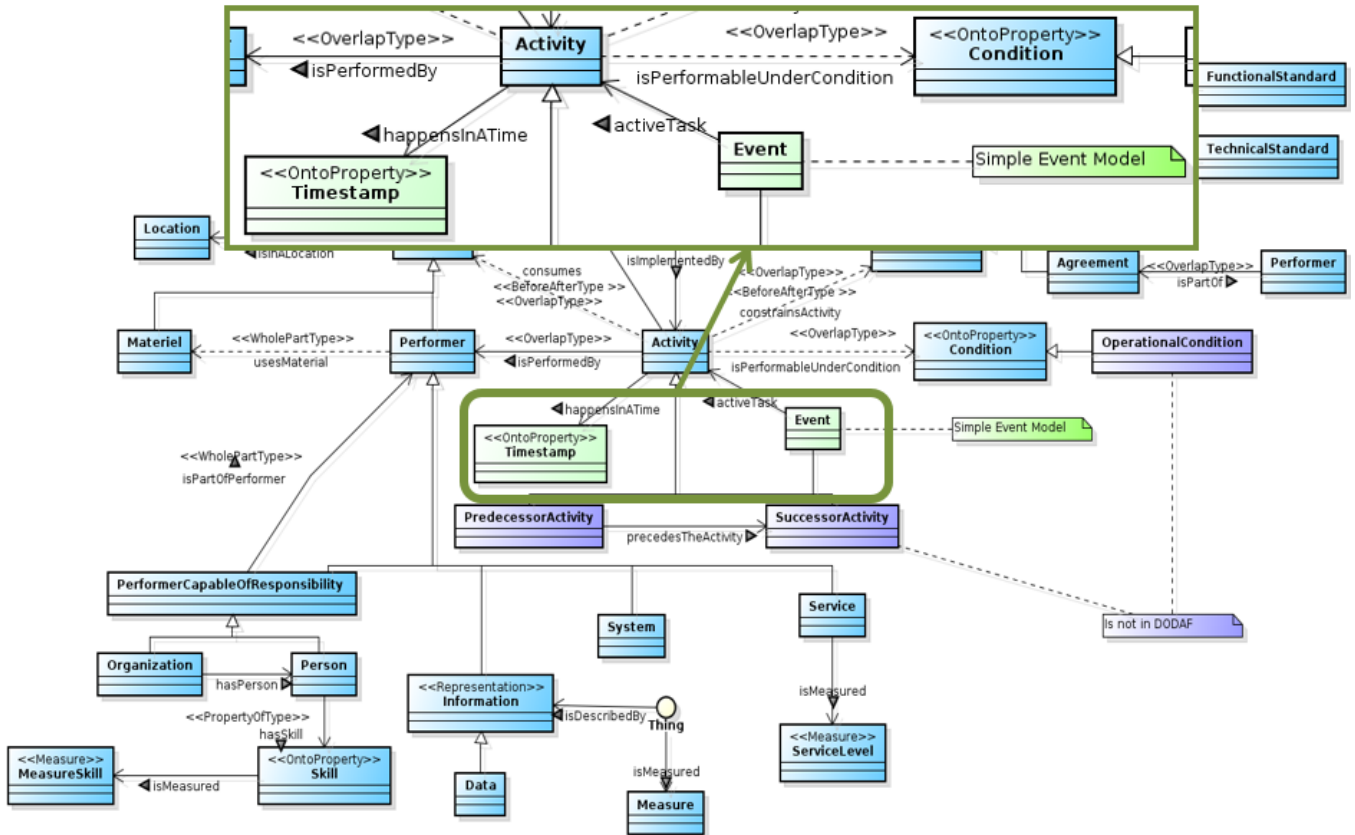 <<OverlapType>>
Activity
<<OverlapType>>
<<OntoProperty>>
Condition
isPerformedBy
isPerformableUnderCondition
FunctionalStandard
happensInATime
activeTask
Event
Simple Event Model
TechnicalStandard
<<OntoProperty>>
Timestamp
Location
isInALocation
consumes
<<BeforeAfterType >>
<<OverlapType>>
isImplementedBy
<<OverlapType>>
<<BeforeAfterType >>
constrainsActivity
Agreement
<<OverlapType>>
isPartOf
Performer
Materiel
<<WholePartType>>
usesMaterial
Performer
<<OverlapType>>
isPerformedBy
Activity
<<OverlapType>>
isPerformableUnderCondition
<<OntoProperty>>
Condition
OperationalCondition
happensInATime
activeTask
<<OntoProperty>>
Timestamp
Event
Simple Event Model
<<WholePartType>>
isPartOfPerformer
PredecessorActivity
precedesTheActivity
SuccessorActivity
PerformerCapableOfResponsibility
System
Service
Is not in DODAF
Organization
hasPerson
Person
<<Representation>>
Information
isDescribedBy
Thing
isMeasured
<<PropertyOfType>>
hasSkill
<<Measure>>
ServiceLevel
<<Measure>>
MeasureSkill
isMeasured
<<OntoProperty>>
Skill
Data
isMeasured
Measure